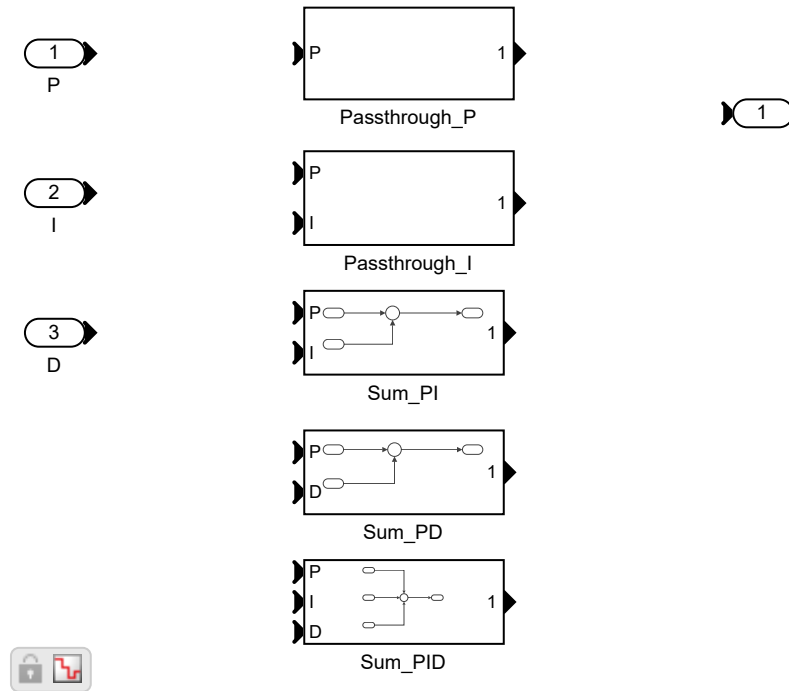 1
P
P 1
Passthrough_P
1
2
I
P
I
1
Passthrough_I
3
D
P
I
1
Sum_PI
P
D
1
Sum_PD
P
I
D
1
Sum_PID